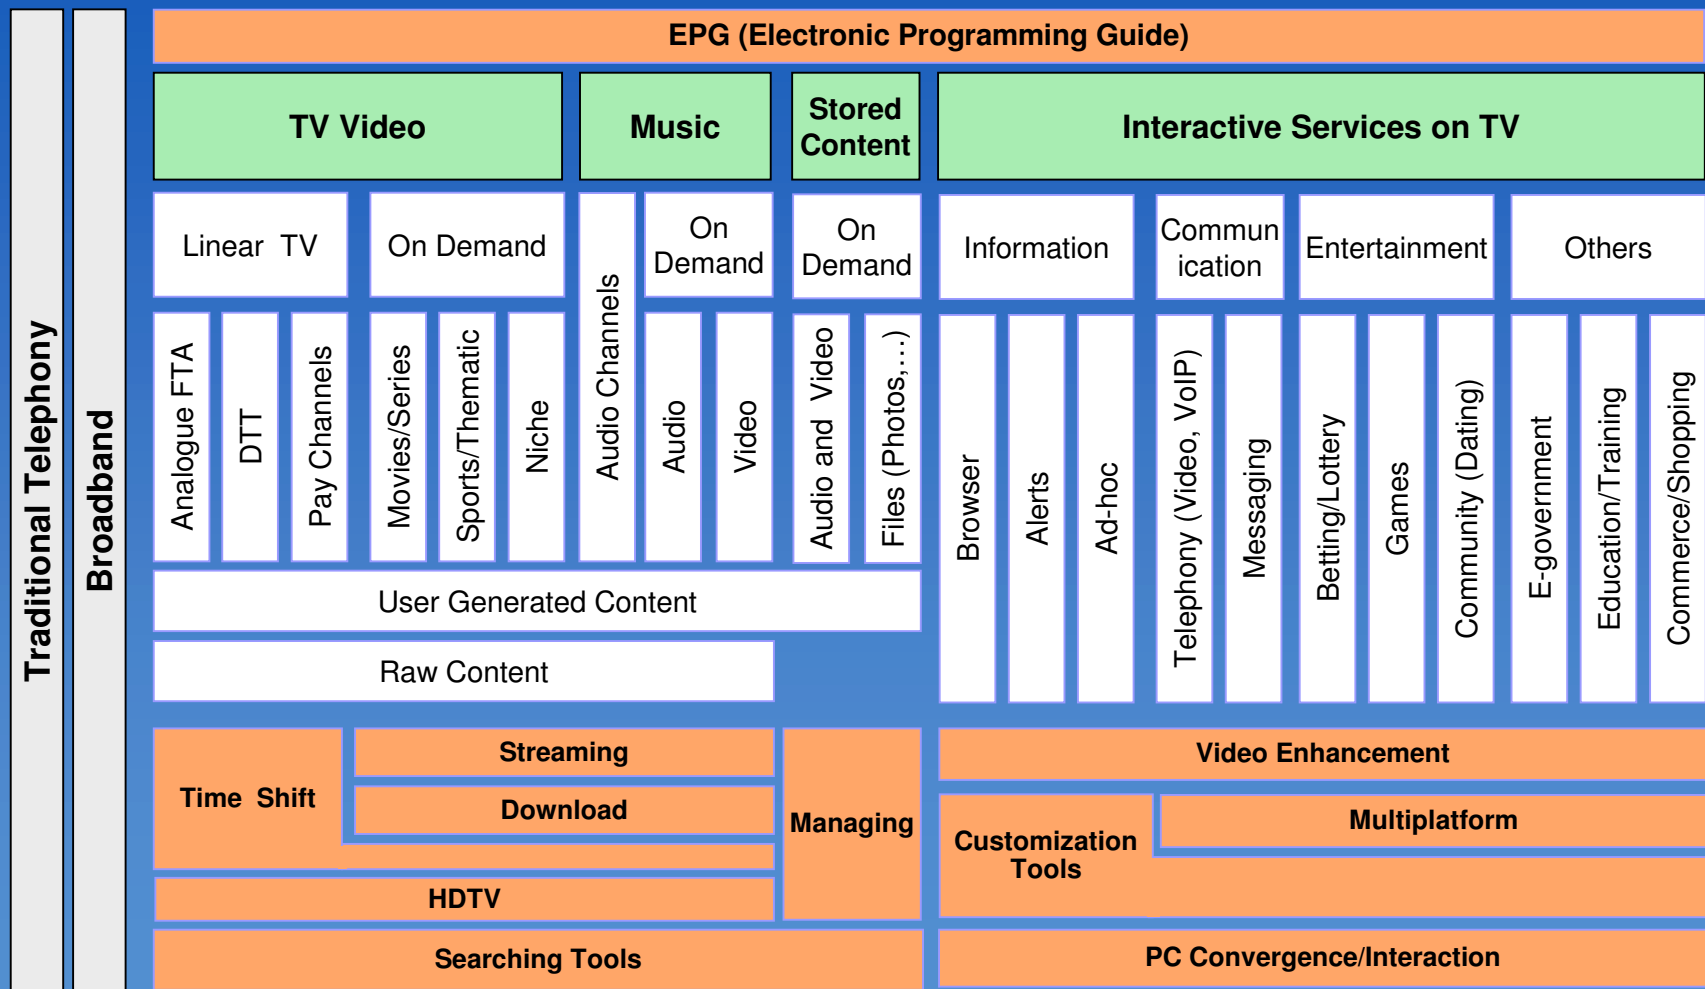 Traditional Telephony
Broadband
EPG (Electronic Programming Guide)
TV Video
Music
Stored
Content
Interactive Services on TV
Linear TV
On Demand
On
Demand
On
Demand
Information
Commun
ication
Entertainment
Others
Analogue FTA
DTT
Pay Channels
Movies/Series
Sports/Thematic
Niche
Audio Channels
Audio
Video
Audio and Video
Files (Photos,...)
Browser
Alerts
Ad-hoc
Telephony (Video, VoIP)
Messaging
Betting/Lottery
Games
Community (Dating)
E-government
Education/Training
Commerce/Shopping
User Generated Content
Raw Content
Time Shift
Streaming
Download
HDTV
Managing
Searching Tools
Video Enhancement
Customization
Tools
Multiplatform
PC Convergence/Interaction